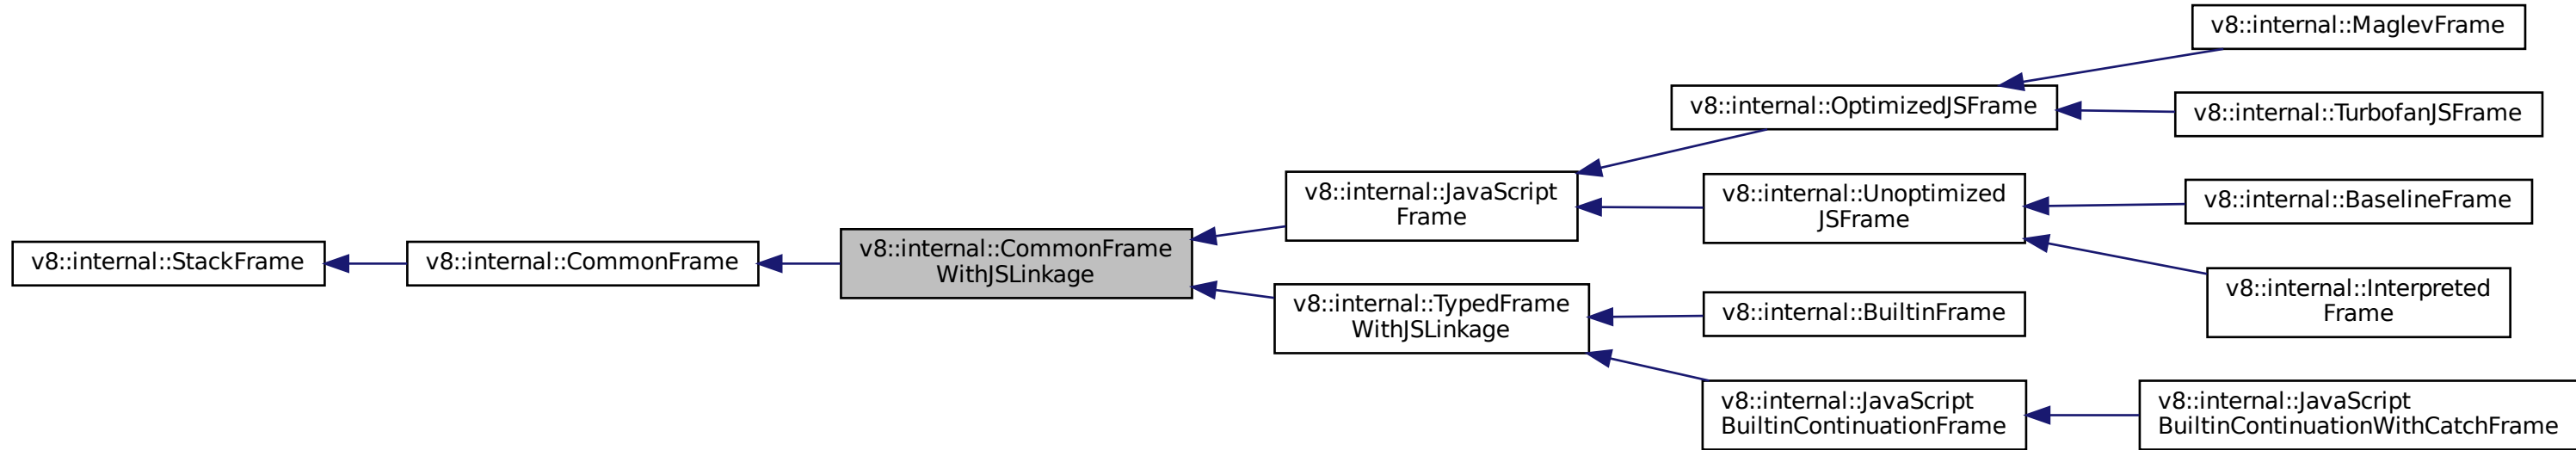 v8::internal::StackFrame
v8::internal::CommonFrame
v8::internal::CommonFrame
WithJSLinkage
v8::internal::JavaScript
Frame
v8::internal::OptimizedJSFrame
v8::internal::MaglevFrame
v8::internal::TurbofanJSFrame
v8::internal::Unoptimized
JSFrame
v8::internal::BaselineFrame
v8::internal::Interpreted
Frame
v8::internal::TypedFrame
WithJSLinkage
v8::internal::BuiltinFrame
v8::internal::JavaScript
BuiltinContinuationFrame
v8::internal::JavaScript
BuiltinContinuationWithCatchFrame